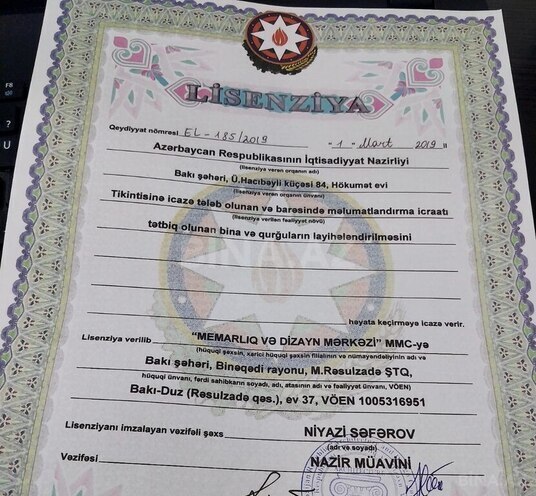 LİSENZİYA
Qeydiyyat nömrəsi EL-185/2019 "1" Mart 2019
Azərbaycan Respublikasının İqtisadiyyat Nazirliyi
(lisenziya verən orqanın adı)
Bakı şəhəri, Ü.Hacıbəyli küçəsi 84, Hökumət evi
(lisenziya verən orqanın ünvanı)
Tikintisinə icazə tələb olunan və barəsində məlumatlandırma icraatı
(lisenziya verilən fəaliyyət növü)
tətbiq olunan bina və qurğuların layihələndirilməsini
həyata keçirməyə icazə verir.
Lisenziya verilib "MEMARLIQ VƏ DİZAYN MƏRKƏZİ" MMC-yə
(hüquqi şəxsin, xarici hüquqi şəxsin filialının və nümayəndəliyinin adı və
Bakı şəhəri, Binəqədi rayonu, M.Rəsulzadə ŞTQ,
hüquqi ünvanı, fərdi sahibkarın soyadı, adı, atasının adı və fəaliyyət ünvanı, VÖEN)
Bakı-Duz (Rəsulzadə qəs.), ev 37, VÖEN 1005316951
Lisenziyanı imzalayan vəzifəli şəxs NİYAZİ SƏFƏROV
(adı və soyadı)
Vəzifəsi NAZİR MÜAVİNİ
F8
?
U